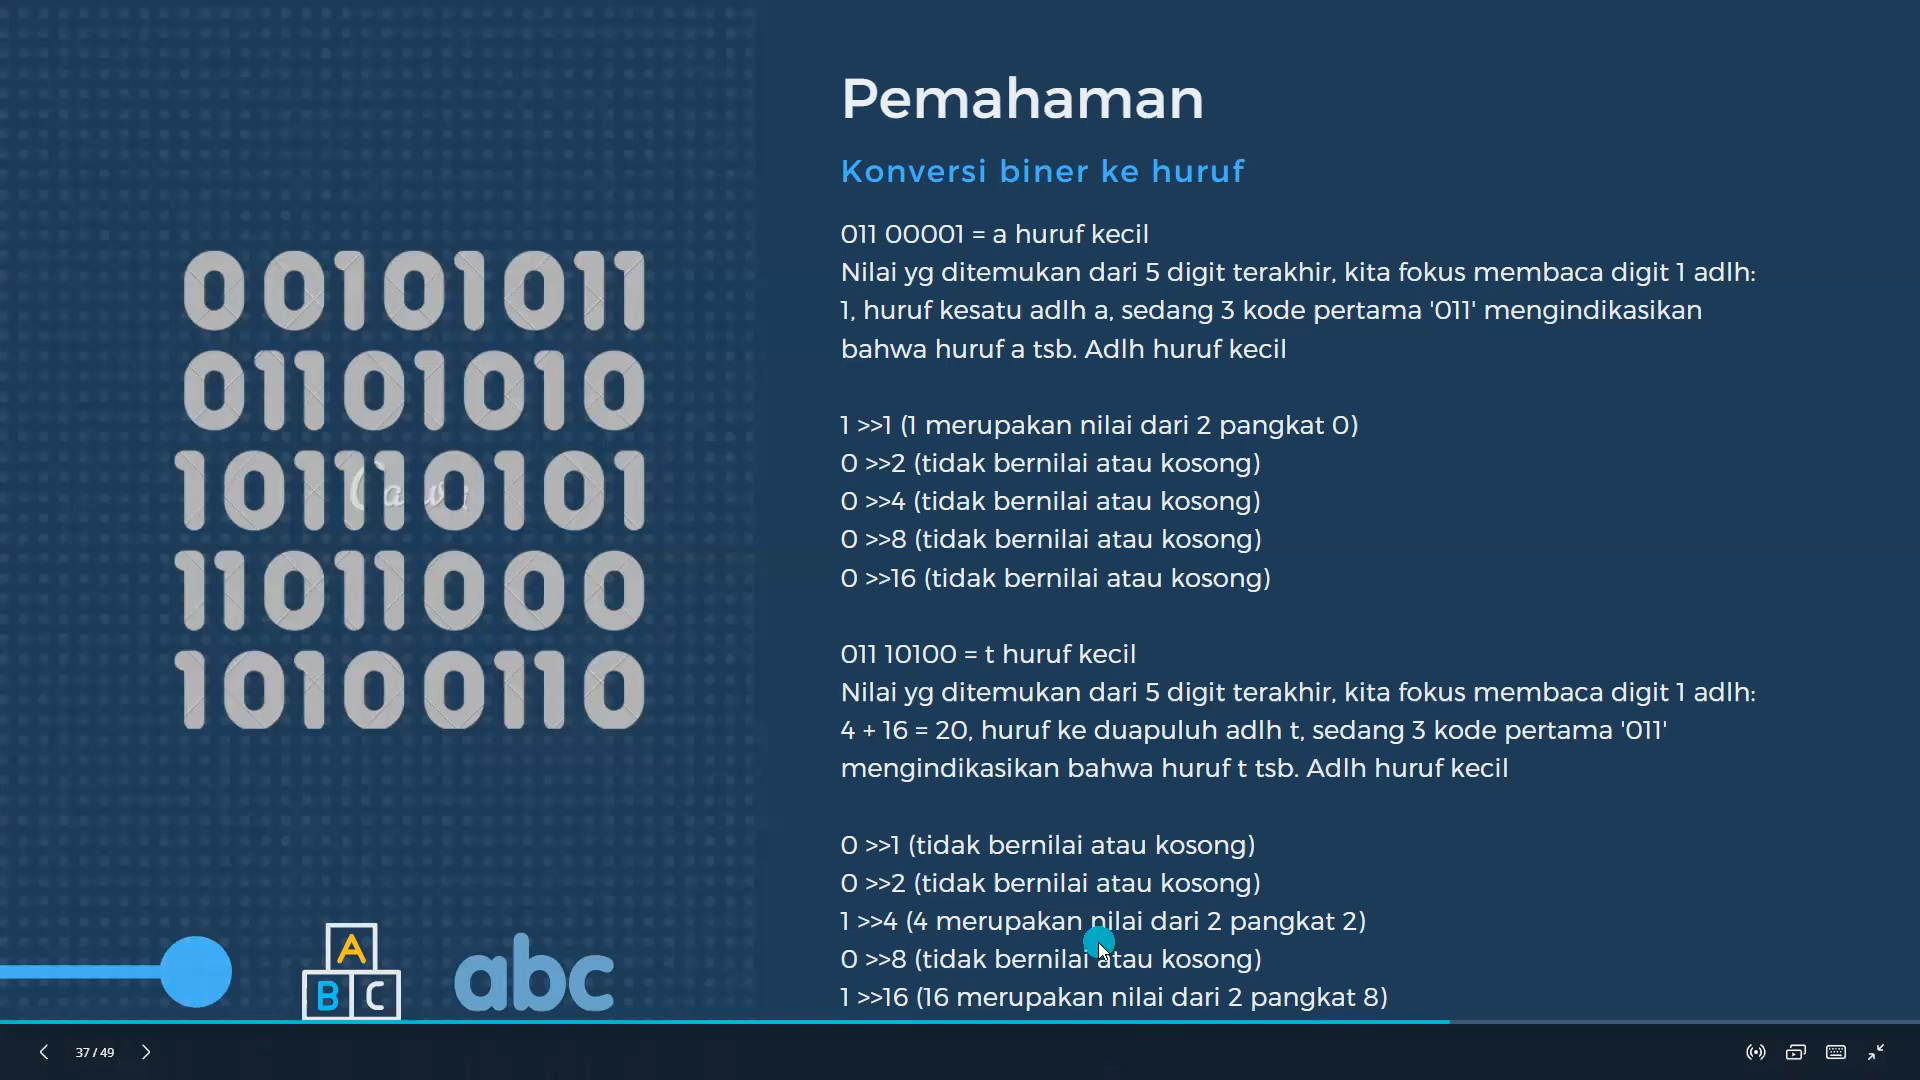 Pemahaman
Konversi biner ke huruf
011 00001 = a huruf kecil
Nilai yg ditemukan dari 5 digit terakhir, kita fokus membaca digit 1 adlh:
1, huruf kesatu adlh a, sedang 3 kode pertama '011' mengindikasikan
bahwa huruf a tsb. Adlh huruf kecil
1 >>1 (1 merupakan nilai dari 2 pangkat 0)
0 >>2 (tidak bernilai atau kosong)
0 >>4 (tidak bernilai atau kosong)
0 >>8 (tidak bernilai atau kosong)
0 >>16 (tidak bernilai atau kosong)
011 10100 = t huruf kecil
Nilai yg ditemukan dari 5 digit terakhir, kita fokus membaca digit 1 adlh:
4 + 16 = 20, huruf ke duapuluh adlh t, sedang 3 kode pertama '011'
mengindikasikan bahwa huruf t tsb. Adlh huruf kecil
0 >>1 (tidak bernilai atau kosong)
0 >>2 (tidak bernilai atau kosong)
1 >>4 (4 merupakan nilai dari 2 pangkat 2)
0 >>8 (tidak bernilai atau kosong)
1 >>16 (16 merupakan nilai dari 2 pangkat 8)
00101011
01101010
1011110101
11011000
10100110
Canva
A
B C
abc
37 / 49